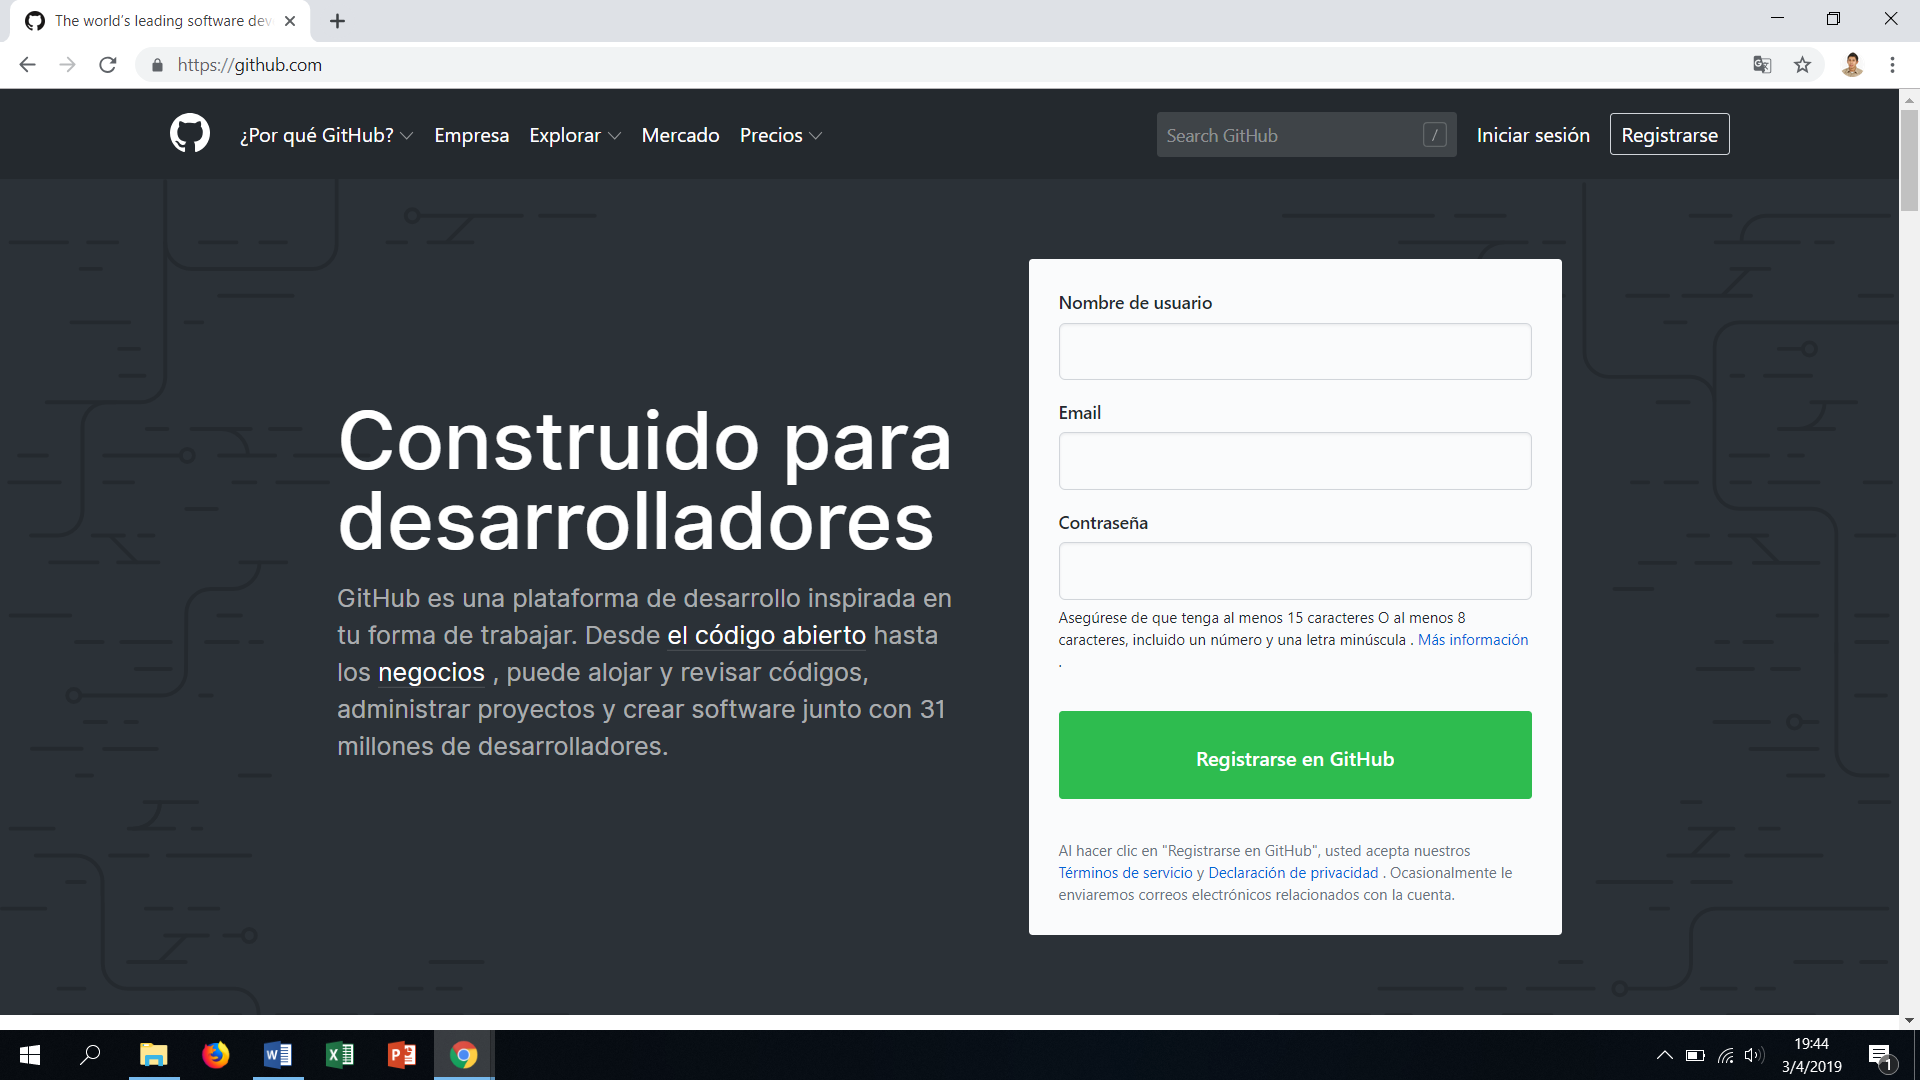 The world's leading software dev
https://github.com
¿Por qué GitHub?
Empresa
Explorar
Mercado
Precios
Search GitHub
/
Iniciar sesión
Registrarse
Construido para
desarrolladores
GitHub es una plataforma de desarrollo inspirada en
tu forma de trabajar. Desde el código abierto hasta
los negocios , puede alojar y revisar códigos,
administrar proyectos y crear software junto con 31
millones de desarrolladores.
Nombre de usuario
Email
Contraseña
Asegúrese de que tenga al menos 15 caracteres O al menos 8
caracteres, incluido un número y una letra minúscula . Más información
.
Registrarse en GitHub
Al hacer clic en "Registrarse en GitHub", usted acepta nuestros
Términos de servicio y Declaración de privacidad . Ocasionalmente le
enviaremos correos electrónicos relacionados con la cuenta.
19:44
3/4/2019
1